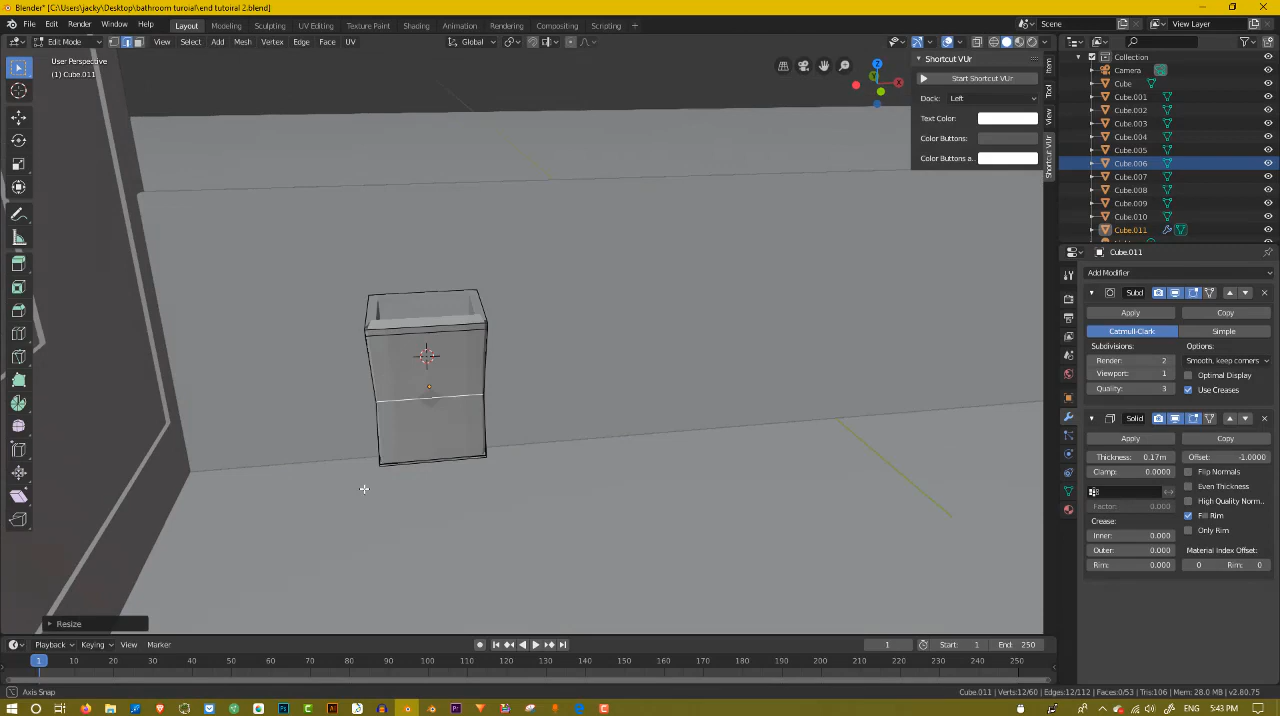 Blender* [C:\Users\jacky\Desktop\bathroom turoial\end tutoiral 2.blend]
File Edit Render Window Help Layout Modeling Sculpting UV Editing Texture Paint Shading Animation Rendering Compositing Scripting + Scene View Layer
Edit Mode View Select Add Mesh Vertex Edge Face UV Global
User Perspective
(1) Cube.011
Shortcut VUr
Start Shortcut VUr
Dock: Left
Text Color:
Color Buttons:
Color Buttons a..
Item
Tool
View
Shortcut VUr
Z
X
Y
Collection
Camera
Cube
Cube.001
Cube.002
Cube.003
Cube.004
Cube.005
Cube.006
Cube.007
Cube.008
Cube.009
Cube.010
Cube.011
Cube.011
Add Modifier
Subd
Apply Copy
Catmull-Clark Simple
Subdivisions: Options:
Render: 2 Smooth, keep corners
Viewport: 1 Optimal Display
Quality: 3 Use Creases
Solid
Apply Copy
Thickness: 0.17m Offset: -1.0000
Clamp: 0.0000 Flip Normals
Even Thickness
High Quality Norm..
Factor: 0.000
Crease: Fill Rim
Only Rim
Inner: 0.000
Outer: 0.000 Material Index Offset:
Rim: 0.000 0 Rim: 0
Resize
Playback Keying View Marker 1 Start: 1 End: 250
1 10 20 30 40 50 60 70 80 90 100 110 120 130 140 150 160 170 180 190 200 210 220 230 240 250
Axis Snap Cube.011 | Verts:12/60 | Edges:12/112 | Faces:0/53 | Tris:106 | Mem: 28.0 MB | v2.80.75
Ps Ai Pr 5:43 PM